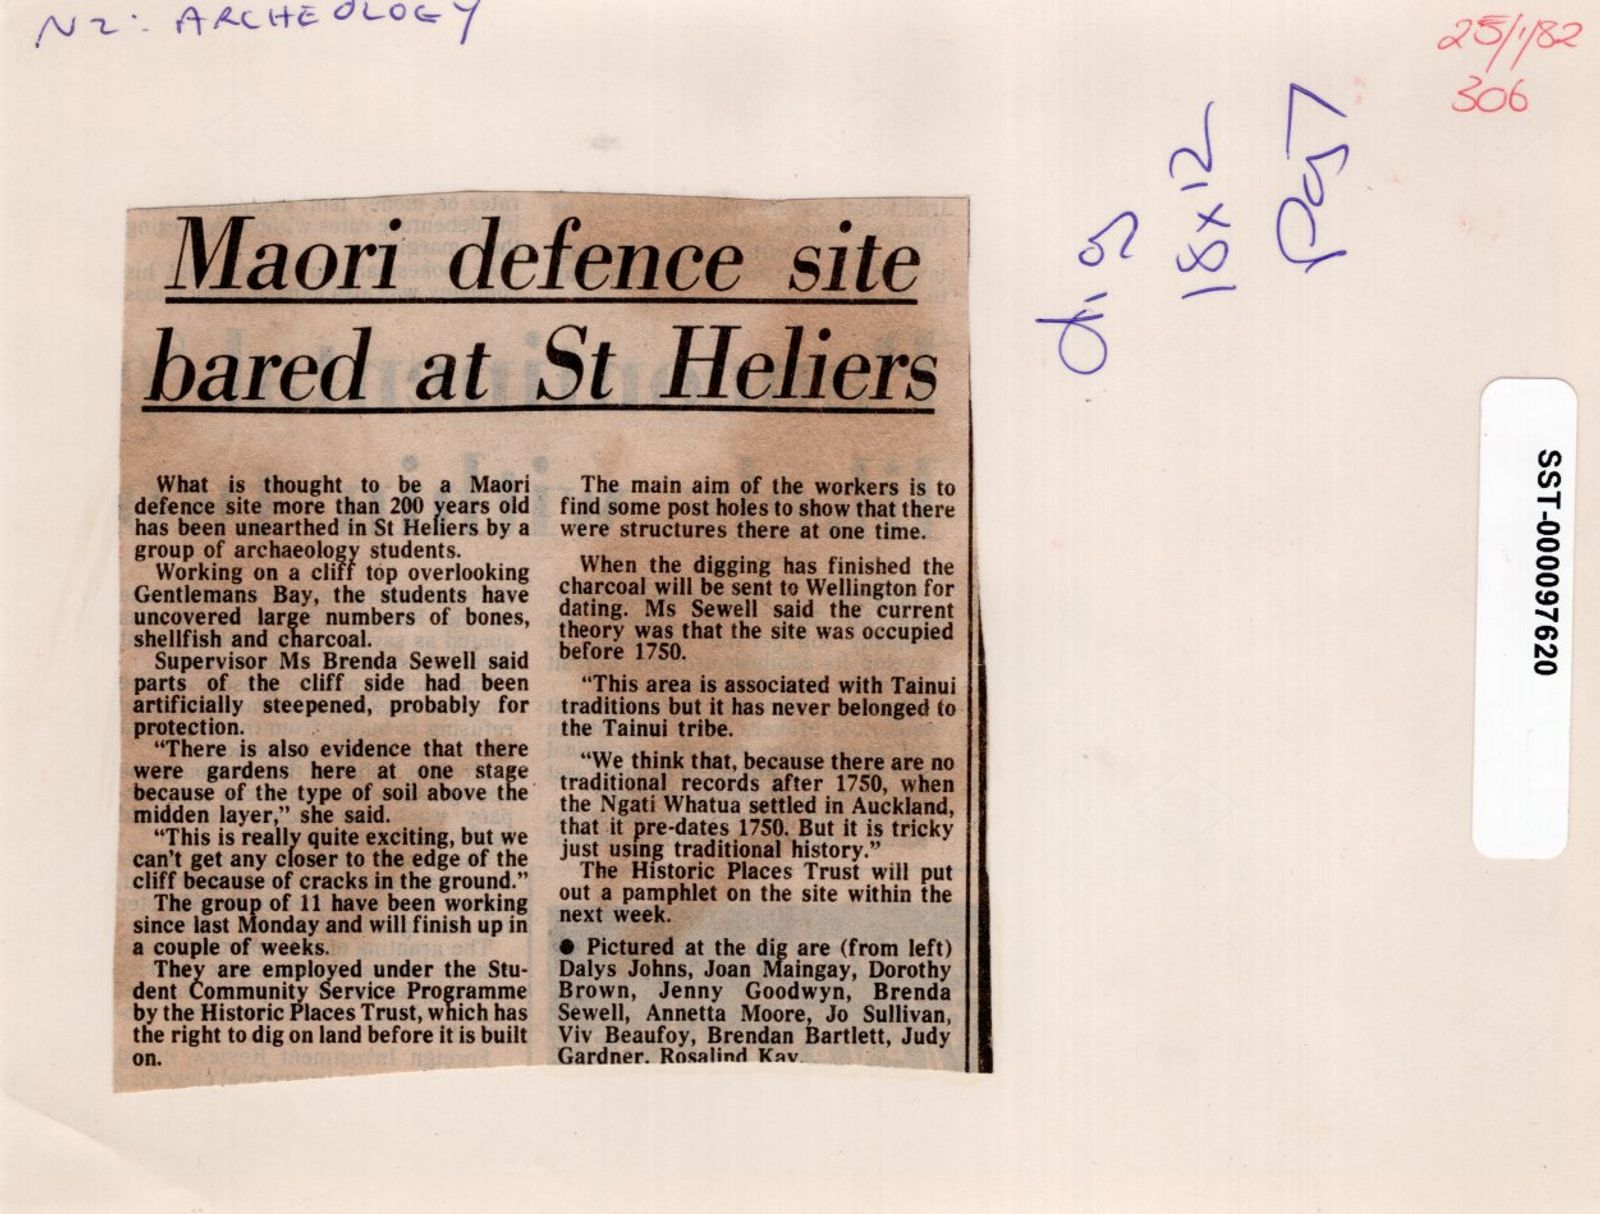 NZ: ARCHEOLOGY
25/1/82
306
18x12
Maori defence site
bared at St Heliers
What is thought to be a Maori
defence site more than 200 years old
has been unearthed in St Heliers by a
group of archaeology students.
Working on a cliff top overlooking
Gentlemans Bay, the students have
uncovered large numbers of bones,
shellfish and charcoal.
Supervisor Ms Brenda Sewell said
parts of the cliff side had been
artificially steepened, probably for
protection.
“There is also evidence that there
were gardens here at one stage
because of the type of soil above the
midden layer,” she said.
“This is really quite exciting, but we
can't get any closer to the edge of the
cliff because of cracks in the ground.”
The group of 11 have been working
since last Monday and will finish up in
a couple of weeks.
They are employed under the Stu-
dent Community Service Programme
by the Historic Places Trust, which has
the right to dig on land before it is built
on.
The main aim of the workers is to
find some post holes to show that there
were structures there at one time.
When the digging has finished the
charcoal will be sent to Wellington for
dating. Ms Sewell said the current
theory was that the site was occupied
before 1750.
“This area is associated with Tainui
traditions but it has never belonged to
the Tainui tribe.
“We think that, because there are no
traditional records after 1750, when
the Ngati Whatua settled in Auckland,
that it pre-dates 1750. But it is tricky
just using traditional history.”
The Historic Places Trust will put
out a pamphlet on the site within the
next week.
● Pictured at the dig are (from left)
Dalys Johns, Joan Maingay, Dorothy
Brown, Jenny Goodwyn, Brenda
Sewell, Annetta Moore, Jo Sullivan,
Viv Beaufoy, Brendan Bartlett, Judy
Gardner, Rosalind Kay.
SST-000097620